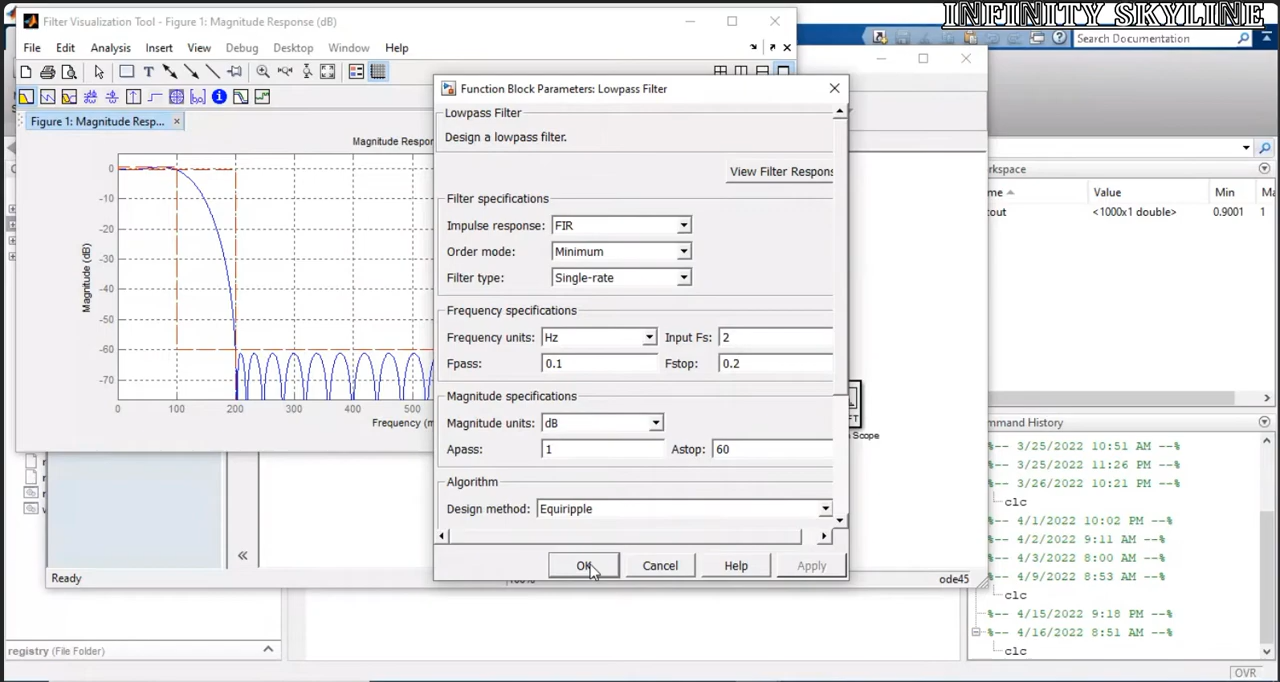 INFINITY SKYLINE
Filter Visualization Tool - Figure 1: Magnitude Response (dB)
File Edit Analysis Insert View Debug Desktop Window Help
Search Documentation
Figure 1: Magnitude Resp...
Magnitude Respor
0
-10
-20
-30
-40
-50
-60
-70
Magnitude (dB)
0 100 200 300 400 500
Frequency (m
Function Block Parameters: Lowpass Filter
Lowpass Filter
Design a lowpass filter.
View Filter Respons
Filter specifications
Impulse response: FIR
Order mode: Minimum
Filter type: Single-rate
Frequency specifications
Frequency units: Hz Input Fs: 2
Fpass: 0.1 Fstop: 0.2
Magnitude specifications
Magnitude units: dB
Apass: 1 Astop: 60
Algorithm
Design method: Equiripple
OK Cancel Help Apply
rkspace
me Value Min Ma
:out <1000x1 double> 0.9001 1
FT
Scope
mmand History
%-- 3/25/2022 10:51 AM --%
%-- 3/25/2022 11:26 PM --%
%-- 3/26/2022 10:21 PM --%
clc
%-- 4/1/2022 10:02 PM --%
%-- 4/2/2022 9:11 AM --%
%-- 4/3/2022 8:00 AM --%
%-- 4/9/2022 8:53 AM --%
clc
%-- 4/15/2022 9:18 PM --%
%-- 4/16/2022 8:51 AM --%
clc
Ready
ode45
registry (File Folder)
OVR